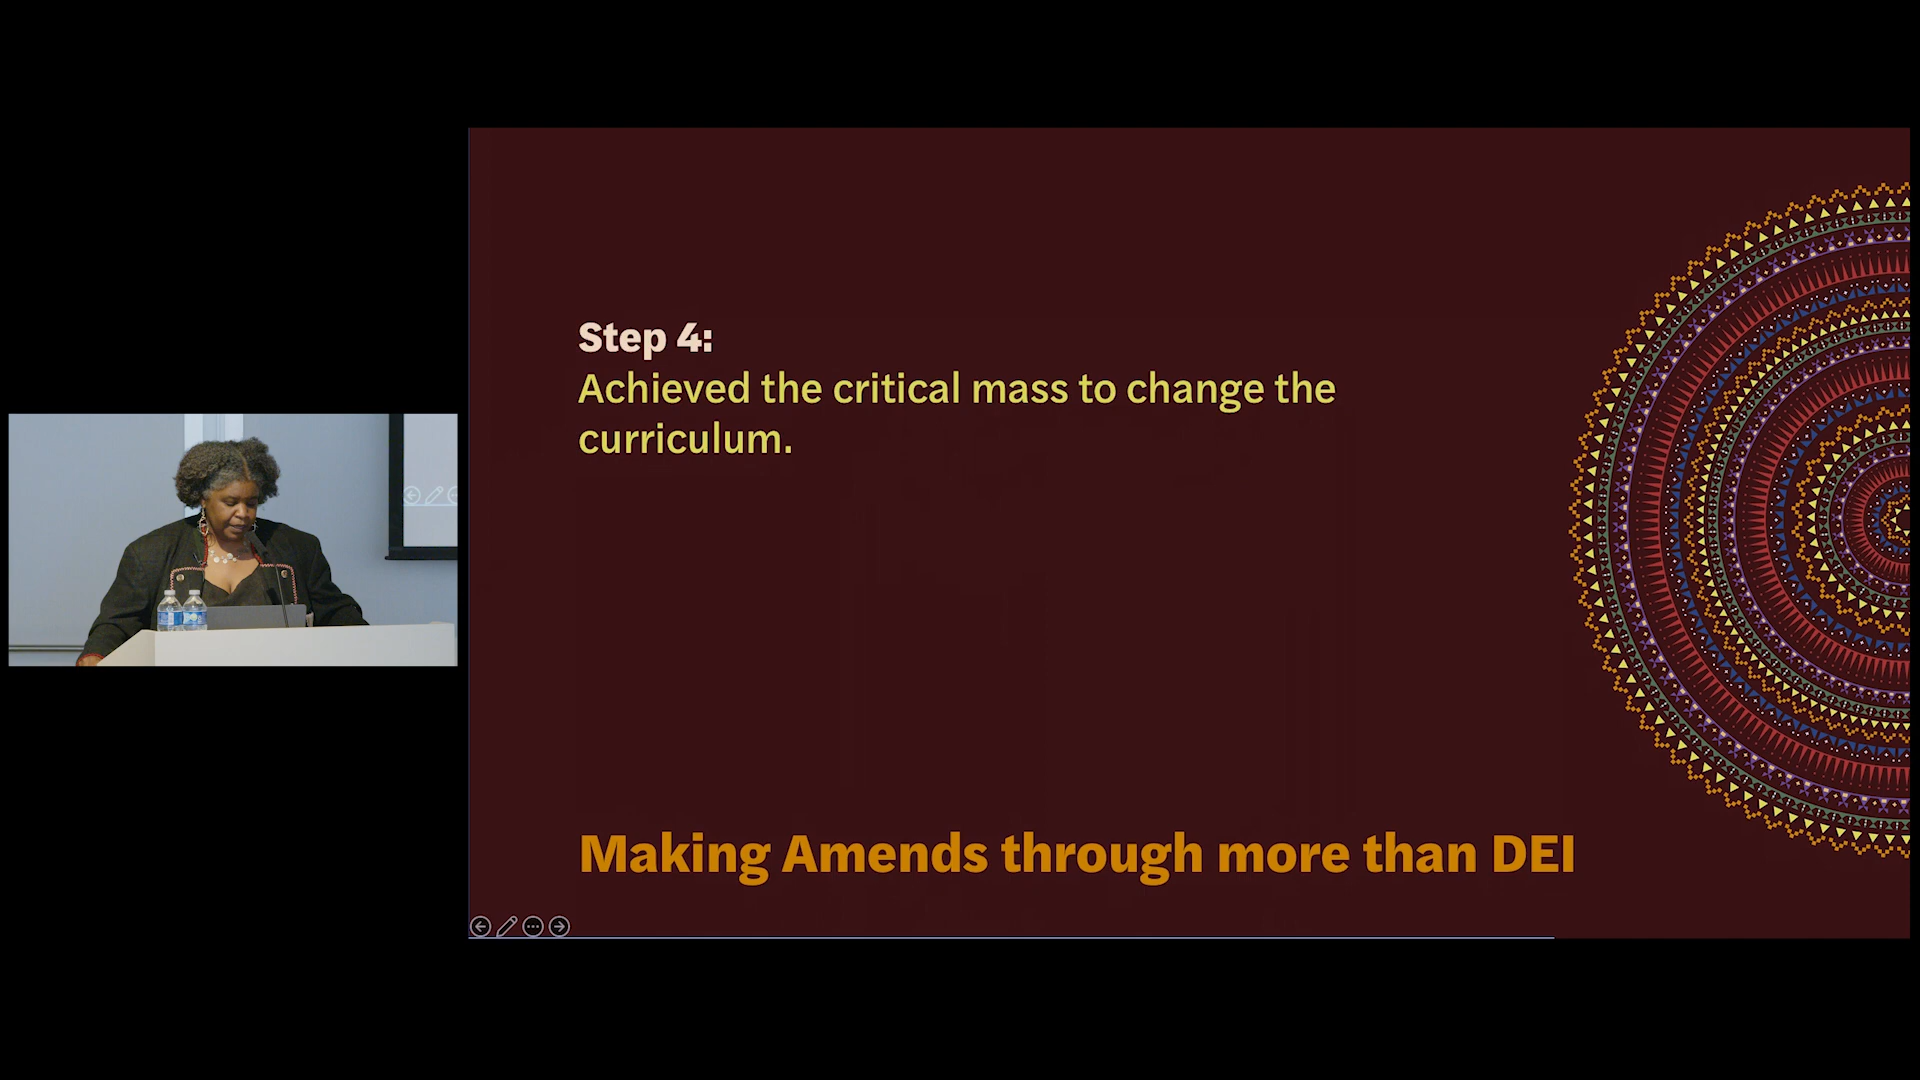 Step 4:
Achieved the critical mass to change the
curriculum.
Making Amends through more than DEI